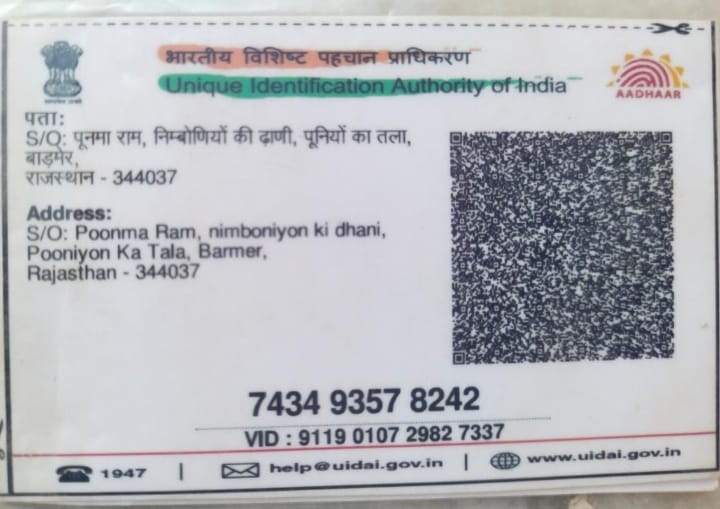 भारतीय विशिष्ट पहचान प्राधिकरण
Unique Identification Authority of India
AADHAAR
पता:
S/O: पूनमा राम, निम्बोणियों की ढाणी, पूनियों का तला,
बाड़मेर,
राजस्थान - 344037
Address:
S/O: Poonma Ram, nimboniyon ki dhani,
Pooniyon Ka Tala, Barmer,
Rajasthan - 344037
7434 9357 8242
VID : 9119 0107 2982 7337
1947 | help@uidai.gov.in | www.uidai.gov.in